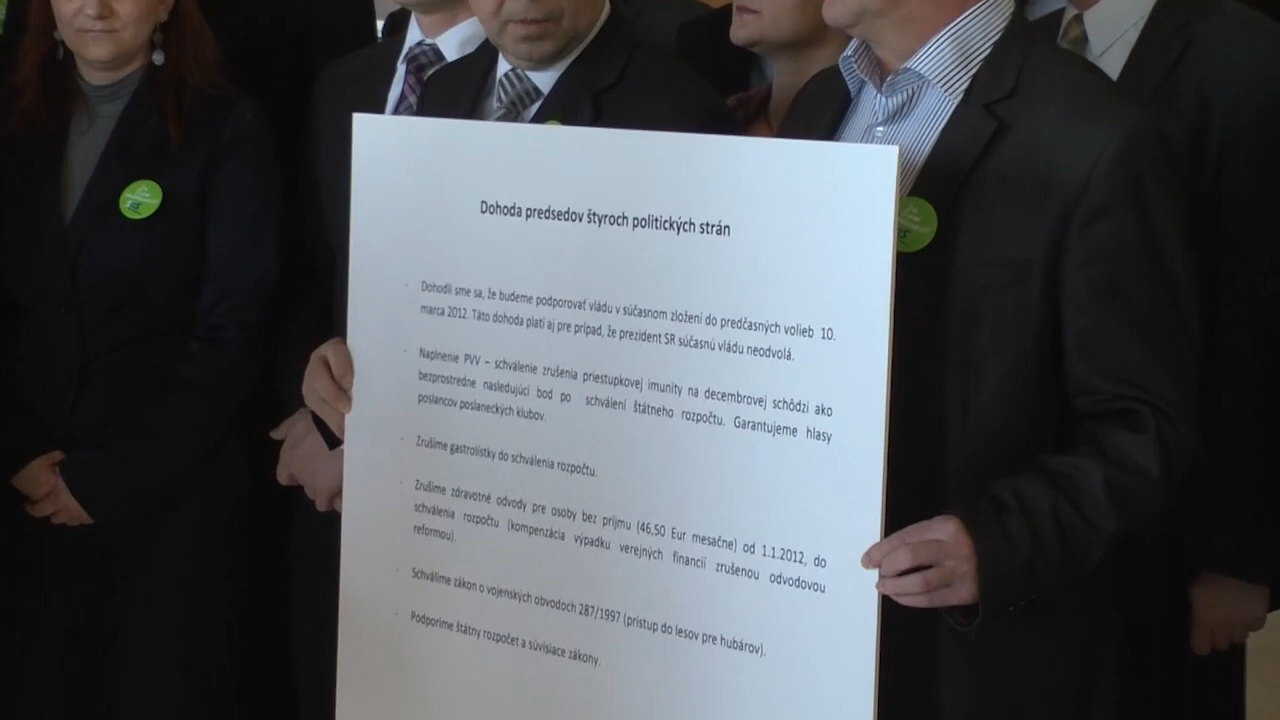 Dohoda predsedov štyroch politických strán
- Dohodli sme sa, že budeme podporovať vládu v súčasnom zložení do predčasných volieb 10.
marca 2012. Táto dohoda platí aj pre prípad, že prezident SR súčasnú vládu neodvolá.
- Naplnenie PVV – schválenie zrušenia priestupkovej imunity na decembrovej schôdzi ako
bezprostredne nasledujúci bod po schválení štátneho rozpočtu. Garantujeme hlasy
poslancov poslaneckých klubov.
- Zrušíme gastrolístky do schválenia rozpočtu.
- Zrušíme zdravotné odvody pre osoby bez príjmu (46,50 Eur mesačne) od 1.1.2012, do
schválenia rozpočtu (kompenzácia výpadku verejných financií zrušenou odvodovou
reformou).
- Schválime zákon o vojenských obvodoch 287/1997 (prístup do lesov pre hubárov).
- Podporíme štátny rozpočet a súvisiace zákony.